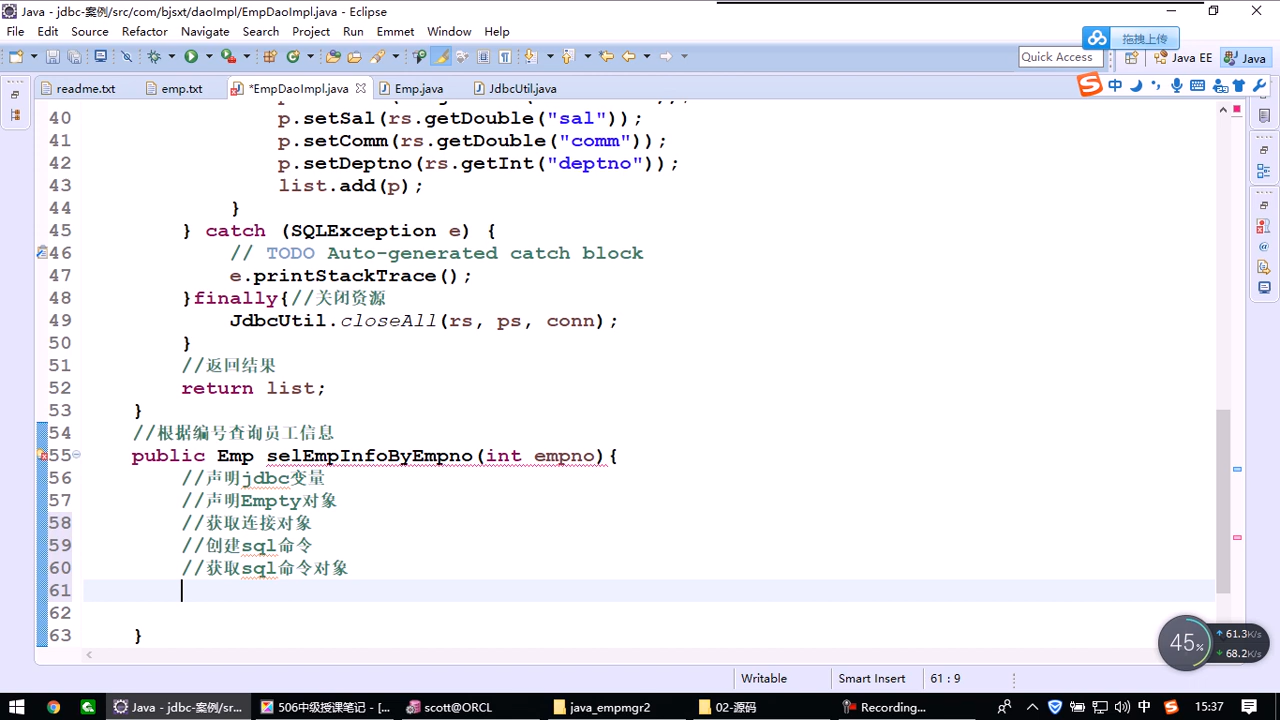 Java - jdbc-案例/src/com/bjsxt/daoImpl/EmpDaoImpl.java - Eclipse
File Edit Source Refactor Navigate Search Project Run Emmet Window Help
拖拽上传
Quick Access
Java EE
Java
readme.txt
emp.txt
*EmpDaoImpl.java
Emp.java
JdbcUtil.java
中
40 p.setSal(rs.getDouble("sal"));
41 p.setComm(rs.getDouble("comm"));
42 p.setDeptno(rs.getInt("deptno"));
43 list.add(p);
44 }
45 } catch (SQLException e) {
46 // TODO Auto-generated catch block
47 e.printStackTrace();
48 }finally{//关闭资源
49 JdbcUtil.closeAll(rs, ps, conn);
50 }
51 //返回结果
52 return list;
53 }
54 //根据编号查询员工信息
55 public Emp selEmpInfoByEmpno(int empno){
56 //声明jdbc变量
57 //声明Empty对象
58 //获取连接对象
59 //创建sql命令
60 //获取sql命令对象
61
62
63 }
45%
61.3K/s
68.2K/s
Writable
Smart Insert
61 : 9
Java - jdbc-案例/sr...
506中级授课笔记 - [...
scott@ORCL
java_empmgr2
02-源码
Recording...
中
15:37